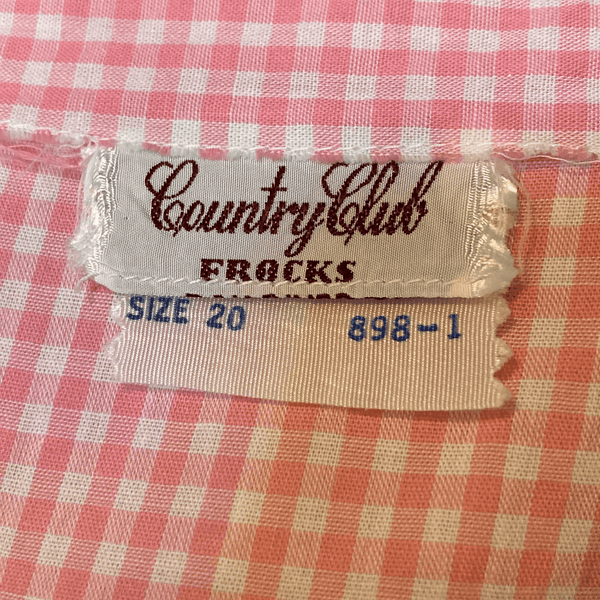 Country Club
FROCKS
SIZE 20 898-1